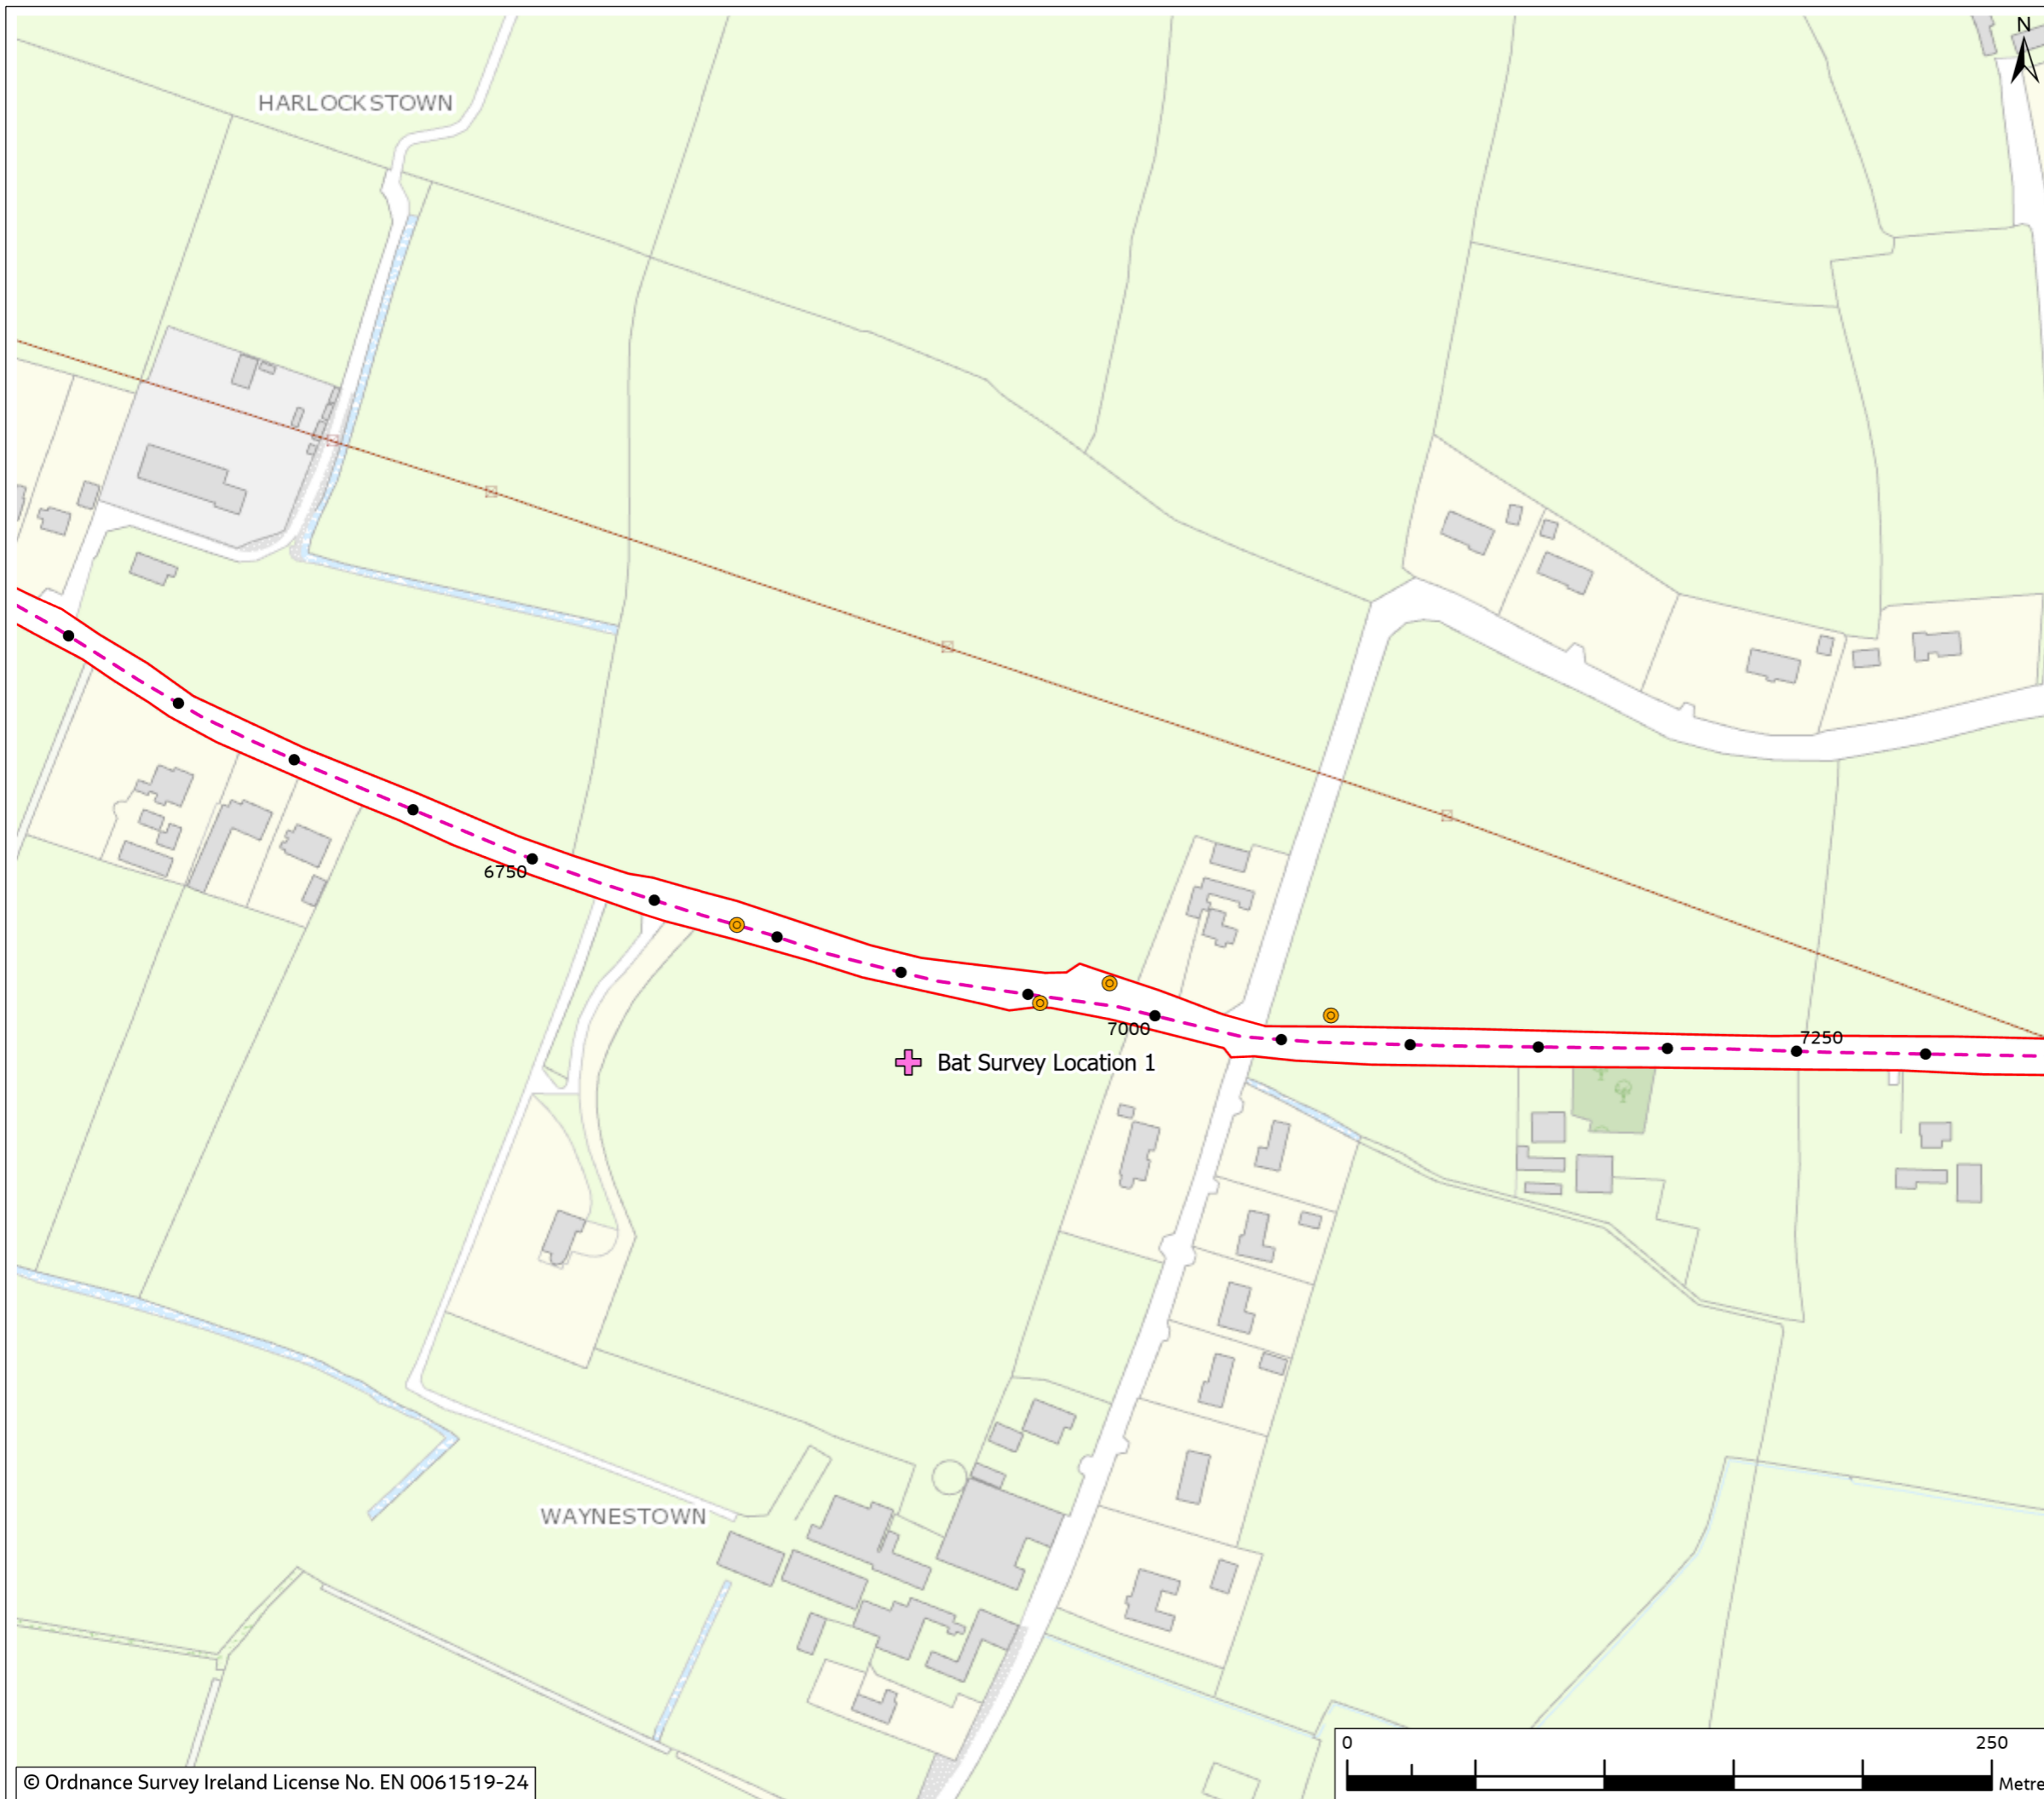 N
HARLOCKSTOWN
6750
7000
7250
Bat Survey Location 1
WAYNESTOWN
0 250
Metre
© Ordnance Survey Ireland License No. EN 0061519-24